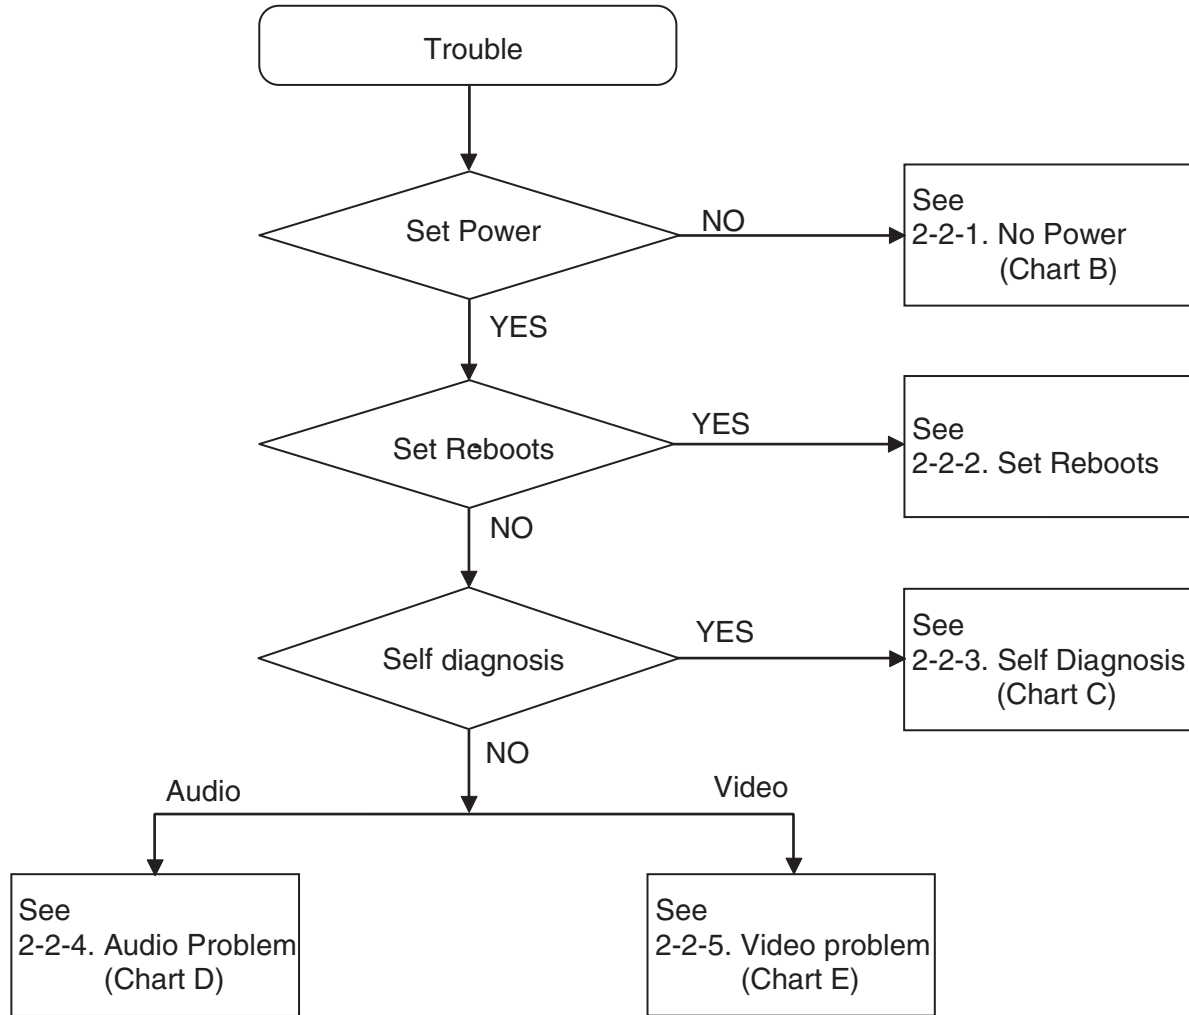 Trouble
Set Power
NO
See
2-2-1. No Power
(Chart B)
YES
Set Reboots
YES
See
2-2-2. Set Reboots
NO
Self diagnosis
YES
See
2-2-3. Self Diagnosis
(Chart C)
NO
Audio
Video
See
2-2-4. Audio Problem
(Chart D)
See
2-2-5. Video problem
(Chart E)